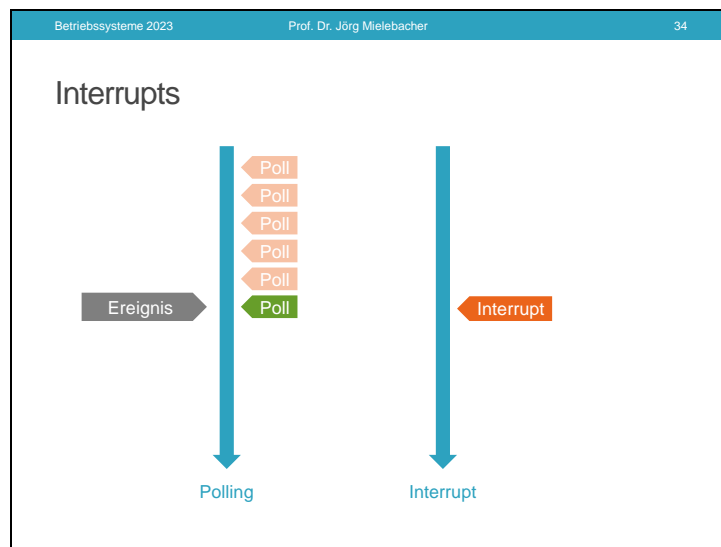 Betriebssysteme 2023 Prof. Dr. Jörg Mielebacher 34
Interrupts
Poll
Poll
Poll
Poll
Poll
Ereignis Poll Interrupt
Polling Interrupt